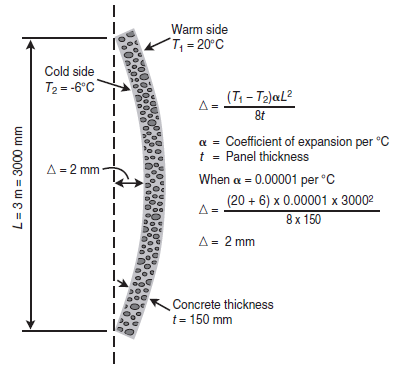 Warm side
T₁ = 20°C
Cold side
T₂ = -6°C
Δ = (T₁ – T₂)αL² / 8t
α = Coefficient of expansion per °C
t = Panel thickness
Δ = 2 mm
When α = 0.00001 per °C
Δ = (20 + 6) x 0.00001 x 3000² / 8 x 150
Δ = 2 mm
L = 3 m = 3000 mm
Concrete thickness
t = 150 mm